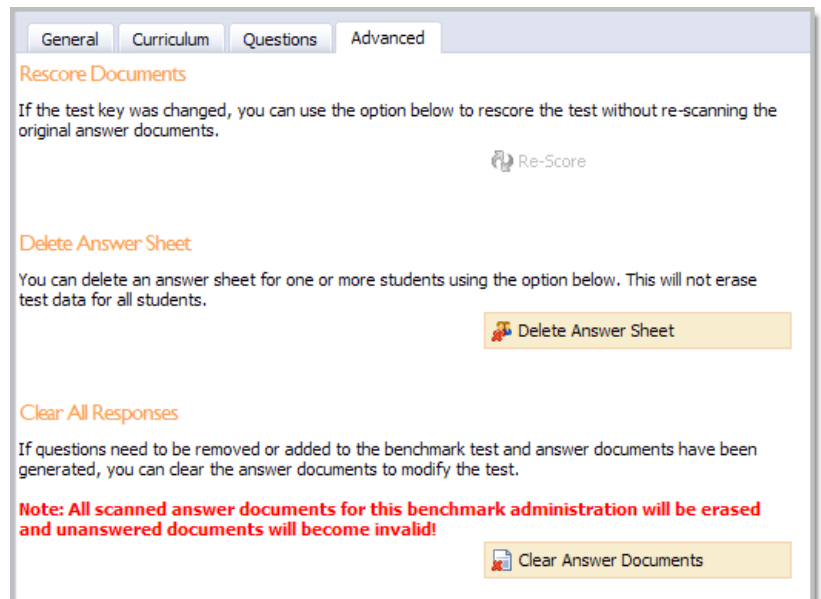 General Curriculum Questions Advanced
Rescore Documents
If the test key was changed, you can use the option below to rescore the test without re-scanning the
original answer documents.
Re-Score
Delete Answer Sheet
You can delete an answer sheet for one or more students using the option below. This will not erase
test data for all students.
Delete Answer Sheet
Clear All Responses
If questions need to be removed or added to the benchmark test and answer documents have been
generated, you can clear the answer documents to modify the test.
Note: All scanned answer documents for this benchmark administration will be erased
and unanswered documents will become invalid!
Clear Answer Documents